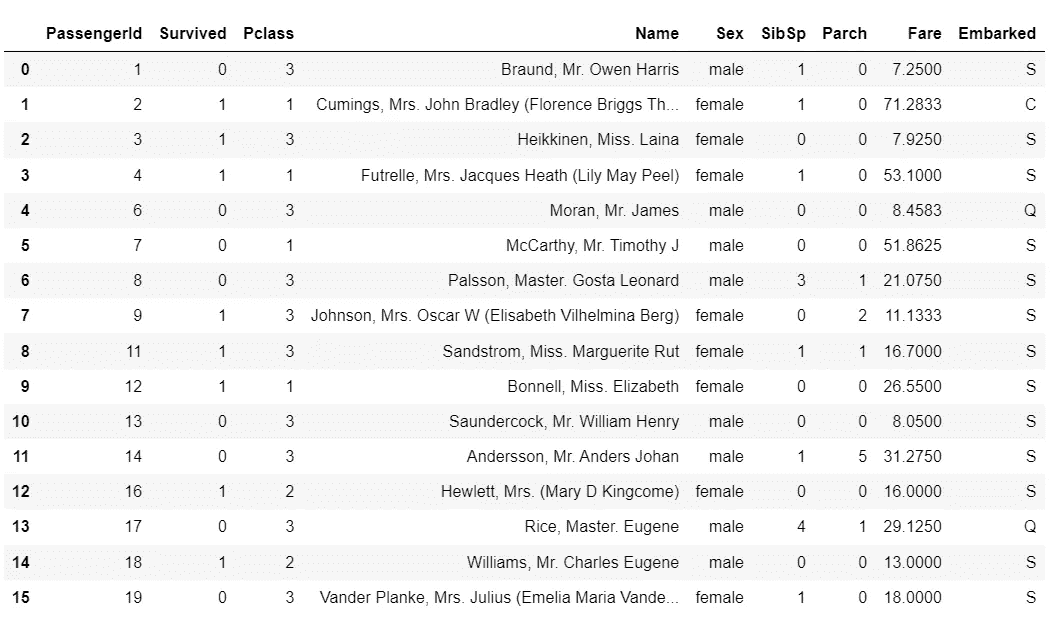 PassengerId Survived Pclass Name Sex SibSp Parch Fare Embarked
0 1 0 3 Braund, Mr. Owen Harris male 1 0 7.2500 S
1 2 1 1 Cumings, Mrs. John Bradley (Florence Briggs Th... female 1 0 71.2833 C
2 3 1 3 Heikkinen, Miss. Laina female 0 0 7.9250 S
3 4 1 1 Futrelle, Mrs. Jacques Heath (Lily May Peel) female 1 0 53.1000 S
4 6 0 3 Moran, Mr. James male 0 0 8.4583 Q
5 7 0 1 McCarthy, Mr. Timothy J male 0 0 51.8625 S
6 8 0 3 Palsson, Master. Gosta Leonard male 3 1 21.0750 S
7 9 1 3 Johnson, Mrs. Oscar W (Elisabeth Vilhelmina Berg) female 0 2 11.1333 S
8 11 1 3 Sandstrom, Miss. Marguerite Rut female 1 1 16.7000 S
9 12 1 1 Bonnell, Miss. Elizabeth female 0 0 26.5500 S
10 13 0 3 Saundercock, Mr. William Henry male 0 0 8.0500 S
11 14 0 3 Andersson, Mr. Anders Johan male 1 5 31.2750 S
12 16 1 2 Hewlett, Mrs. (Mary D Kingcome) female 0 0 16.0000 S
13 17 0 3 Rice, Master. Eugene male 4 1 29.1250 Q
14 18 1 2 Williams, Mr. Charles Eugene male 0 0 13.0000 S
15 19 0 3 Vander Planke, Mrs. Julius (Emelia Maria Vande... female 1 0 18.0000 S